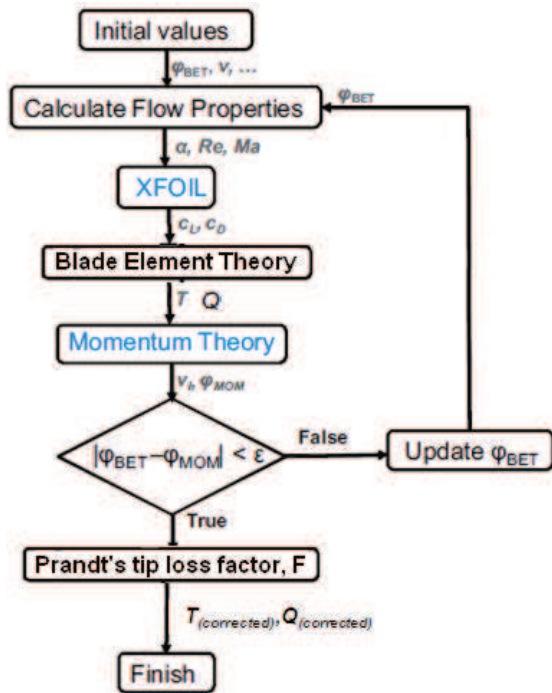 Initial values
φBET, v, ...
Calculate Flow Properties
φBET
α, Re, Ma
XFOIL
cL, cD
Blade Element Theory
T Q
Momentum Theory
vi, φMOM
|φBET–φMOM| < ε
False
Update φBET
True
Prandt's tip loss factor, F
T(corrected), Q(corrected)
Finish